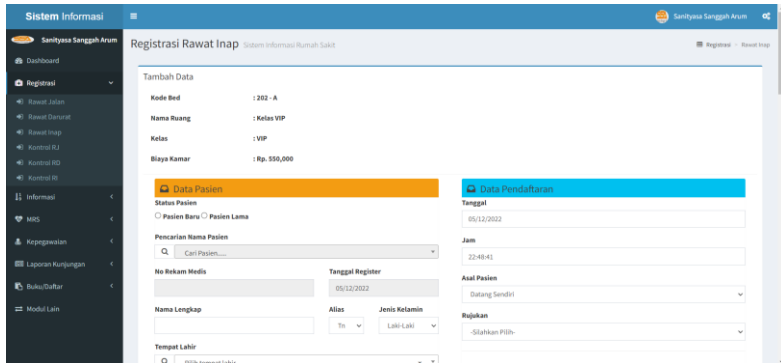 Sistem Informasi
Sanityasa Sanggah Arum
Sanityasa Sanggah Arum
Dashboard
Registrasi
Rawat Jalan
Rawat Darurat
Rawat Inap
Kontrol RJ
Kontrol RD
Kontrol RI
Informasi
MRS
Kepegawaian
Laporan Kunjungan
Buku/Daftar
Modul Lain
Registrasi Rawat Inap Sistem Informasi Rumah Sakit
Registrasi > Rawat Inap
Tambah Data
Kode Bed : 202 - A
Nama Ruang : Kelas VIP
Kelas : VIP
Biaya Kamar : Rp. 550,000
Data Pasien
Status Pasien
Pasien Baru Pasien Lama
Pencarian Nama Pasien
Cari Pasien.....
No Rekam Medis Tanggal Register
05/12/2022
Nama Lengkap Alias Jenis Kelamin
Tn Laki-Laki
Tempat Lahir
Pilih tempat lahir
Data Pendaftaran
Tanggal
05/12/2022
Jam
22:48:41
Asal Pasien
Datang Sendiri
Rujukan
-Silahkan Pilih-